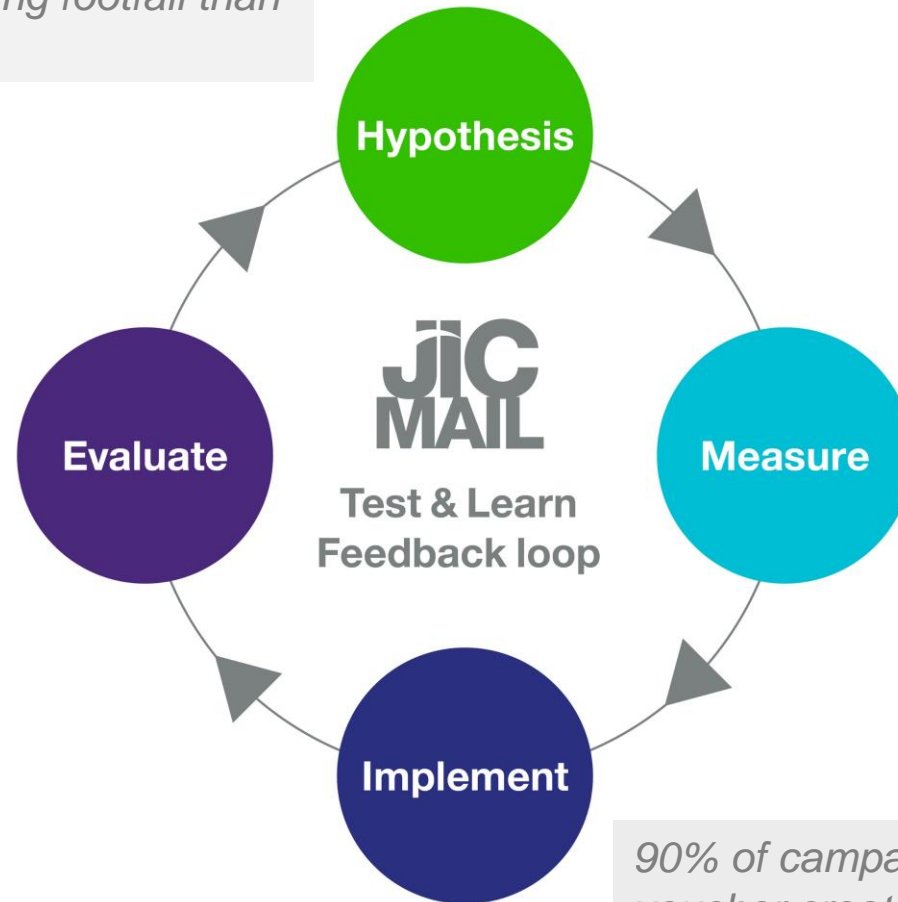 footfall than
Hypothesis
JIC
MAIL
Test & Learn
Feedback loop
Evaluate
Measure
Implement
90% of